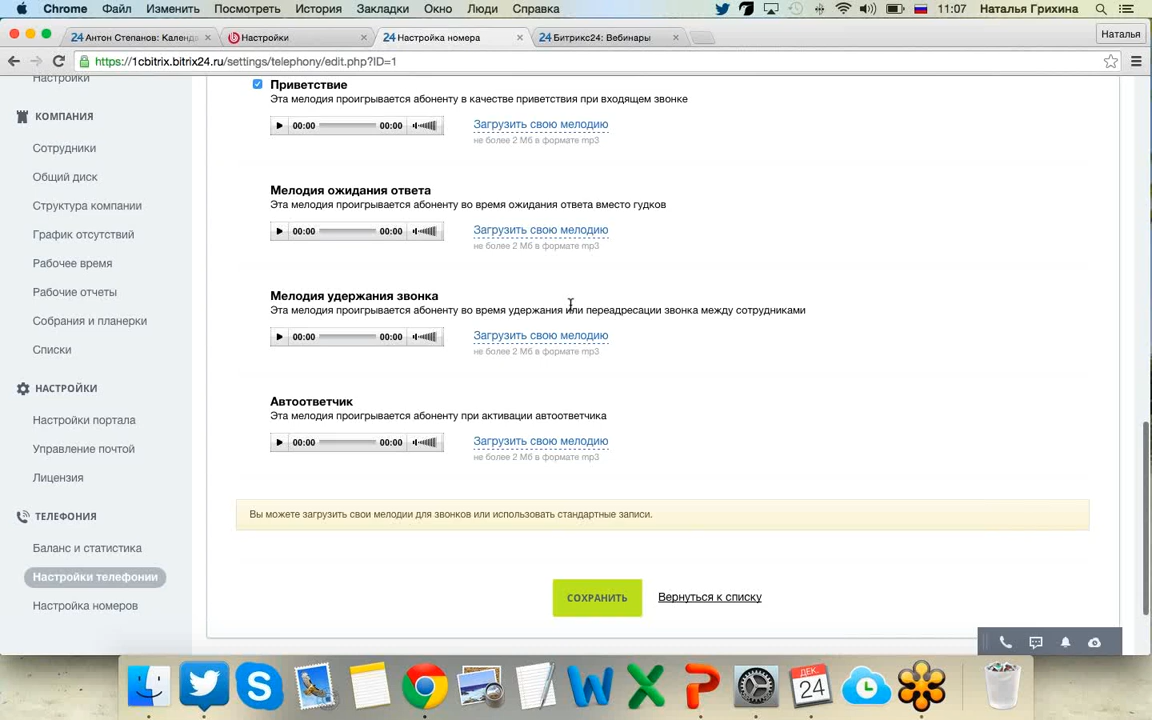 Chrome Файл Изменить Посмотреть История Закладки Окно Люди Справка 11:07 Наталья Грихина
24 Антон Степанов: Календ
Настройки
24 Настройка номера
24 Битрикс24: Вебинары
Наталья
https://1cbitrix.bitrix24.ru/settings/telephony/edit.php?ID=1
Настройки
КОМПАНИЯ
Сотрудники
Общий диск
Структура компании
График отсутствий
Рабочее время
Рабочие отчеты
Собрания и планерки
Списки
НАСТРОЙКИ
Настройки портала
Управление почтой
Лицензия
ТЕЛЕФОНИЯ
Баланс и статистика
Настройки телефонии
Настройка номеров
Приветствие
Эта мелодия проигрывается абоненту в качестве приветствия при входящем звонке
00:00 00:00 Загрузить свою мелодию
не более 2 Мб в формате mp3
Мелодия ожидания ответа
Эта мелодия проигрывается абоненту во время ожидания ответа вместо гудков
00:00 00:00 Загрузить свою мелодию
не более 2 Мб в формате mp3
Мелодия удержания звонка
Эта мелодия проигрывается абоненту во время удержания или переадресации звонка между сотрудниками
00:00 00:00 Загрузить свою мелодию
не более 2 Мб в формате mp3
Автоответчик
Эта мелодия проигрывается абоненту при активации автоответчика
00:00 00:00 Загрузить свою мелодию
не более 2 Мб в формате mp3
Вы можете загрузить свои мелодии для звонков или использовать стандартные записи.
СОХРАНИТЬ Вернуться к списку
ДЕК
24